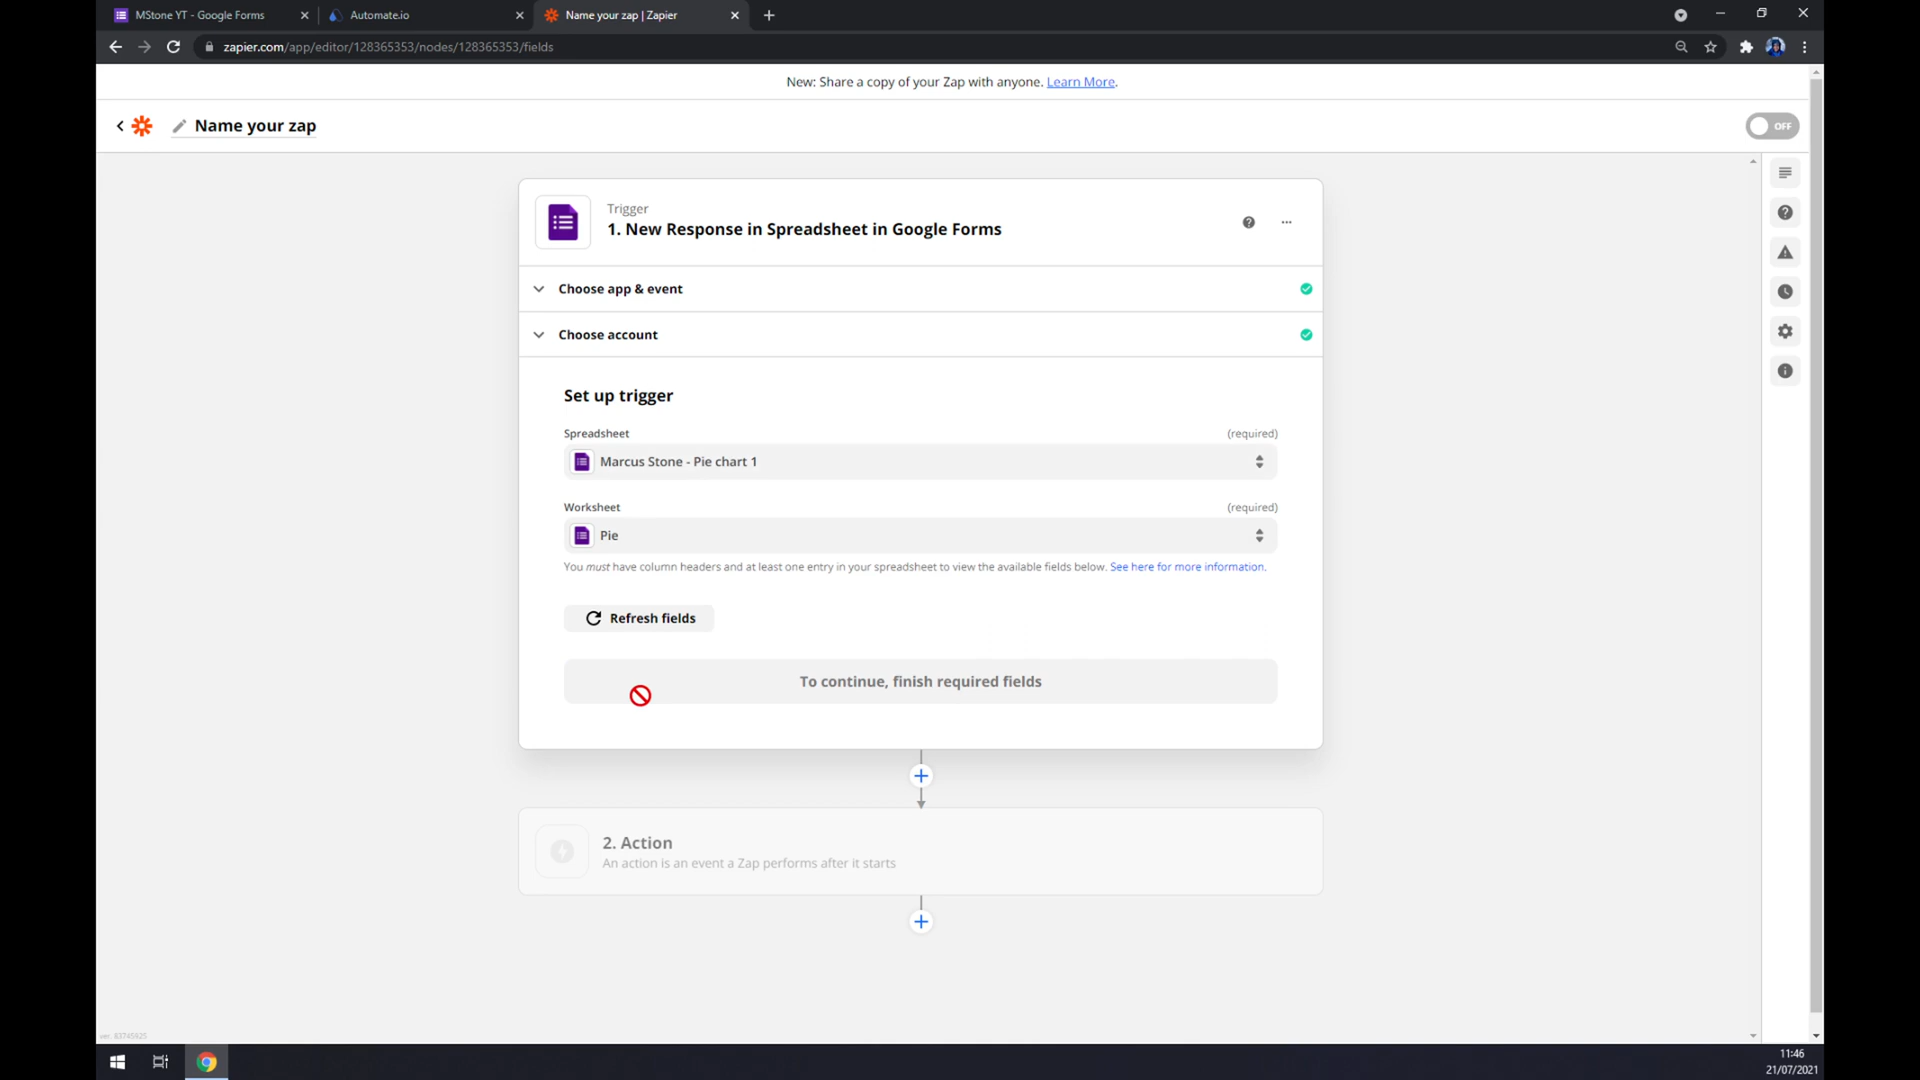 MStone YT - Google Forms
Automate.io
Name your zap | Zapier
zapier.com/app/editor/128365353/nodes/128365353/fields
New: Share a copy of your Zap with anyone. Learn More.
Name your zap
OFF
Trigger
1. New Response in Spreadsheet in Google Forms
Choose app & event
Choose account
Set up trigger
Spreadsheet (required)
Marcus Stone - Pie chart 1
Worksheet (required)
Pie
You must have column headers and at least one entry in your spreadsheet to view the available fields below. See here for more information.
Refresh fields
To continue, finish required fields
2. Action
An action is an event a Zap performs after it starts
ver. 83745925
11:46
21/07/2021